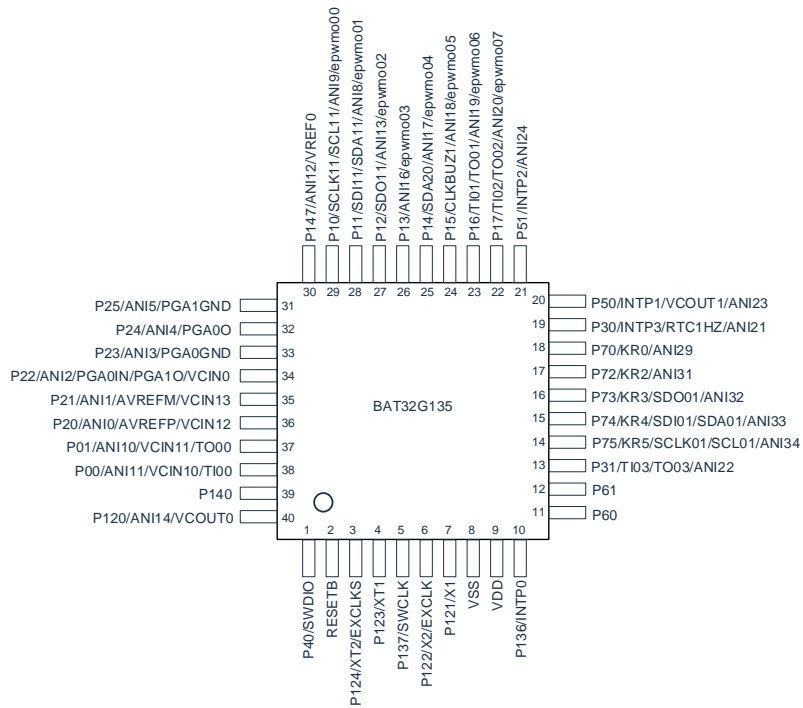 P147/ANI12/VREF0
P10/SCLK11/SCL11/ANI9/epwmo00
P11/SDI11/SDA11/ANI8/epwmo01
P12/SDO11/ANI13/epwmo02
P13/ANI16/epwmo03
P14/SDA20/ANI17/epwmo04
P15/CLKBUZ1/ANI18/epwmo05
P16/TI01/TO01/ANI19/epwmo06
P17/TI02/TO02/ANI20/epwmo07
P51/INTP2/ANI24
30 29 28 27 26 25 24 23 22 21
P25/ANI5/PGA1GND 31
P24/ANI4/PGA0O 32
P23/ANI3/PGA0GND 33
P22/ANI2/PGA0IN/PGA1O/VCIN0 34
P21/ANI1/AVREFM/VCIN13 35
P20/ANI0/AVREFP/VCIN12 36
P01/ANI10/VCIN11/TO00 37
P00/ANI11/VCIN10/TI00 38
P140 39
P120/ANI14/VCOUT0 40
BAT32G135
20 P50/INTP1/VCOUT1/ANI23
19 P30/INTP3/RTC1HZ/ANI21
18 P70/KR0/ANI29
17 P72/KR2/ANI31
16 P73/KR3/SDO01/ANI32
15 P74/KR4/SDI01/SDA01/ANI33
14 P75/KR5/SCLK01/SCL01/ANI34
13 P31/TI03/TO03/ANI22
12 P61
11 P60
1 2 3 4 5 6 7 8 9 10
P40/SWDIO
RESETB
P124/XT2/EXCLKS
P123/XT1
P137/SWCLK
P122/X2/EXCLK
P121/X1
VSS
VDD
P136/INTP0